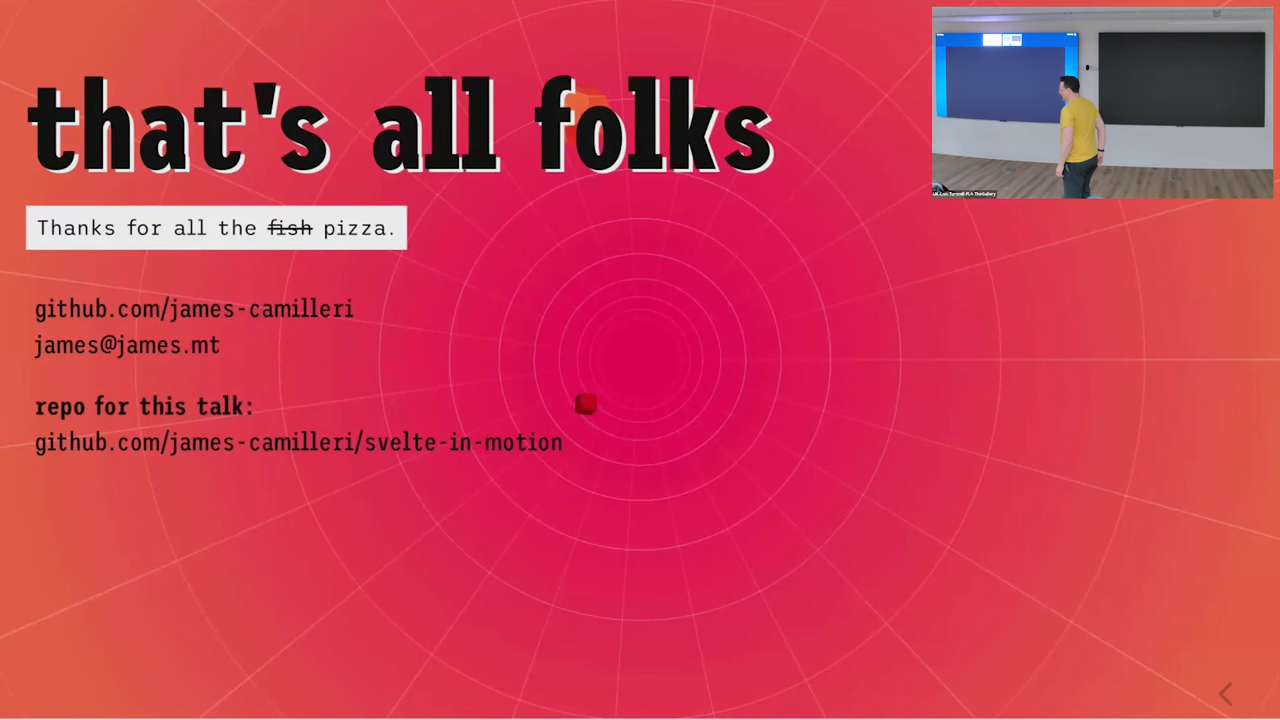 that's all folks
Thanks for all the fish pizza.
github.com/james-camilleri
james@james.mt
repo for this talk:
github.com/james-camilleri/svelte-in-motion